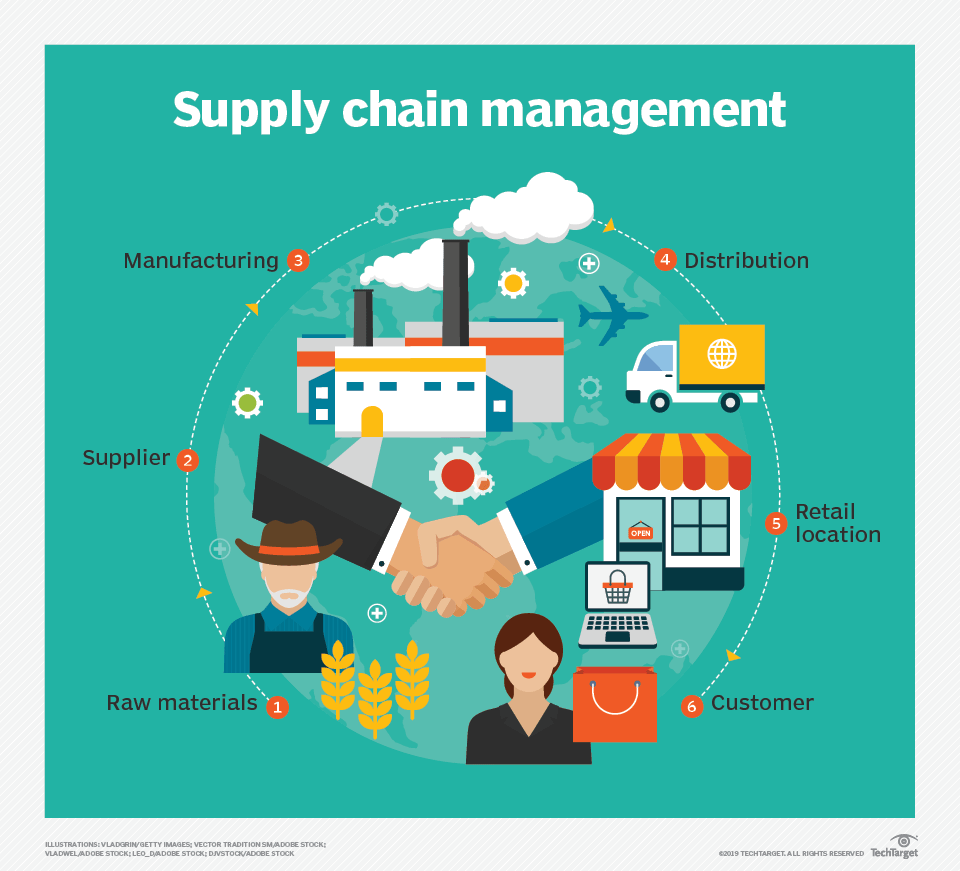 Supply chain management
Manufacturing 3
4 Distribution
Supplier 2
5 Retail
location
OPEN
Raw materials 1
6 Customer
ILLUSTRATIONS: VLADGRIN/GETTY IMAGES; VECTOR TRADITION SM/ADOBE STOCK;
VLADWEL/ADOBE STOCK; LEO_D/ADOBE STOCK; DJVSTOCK/ADOBE STOCK
©2019 TECHTARGET. ALL RIGHTS RESERVED TechTarget